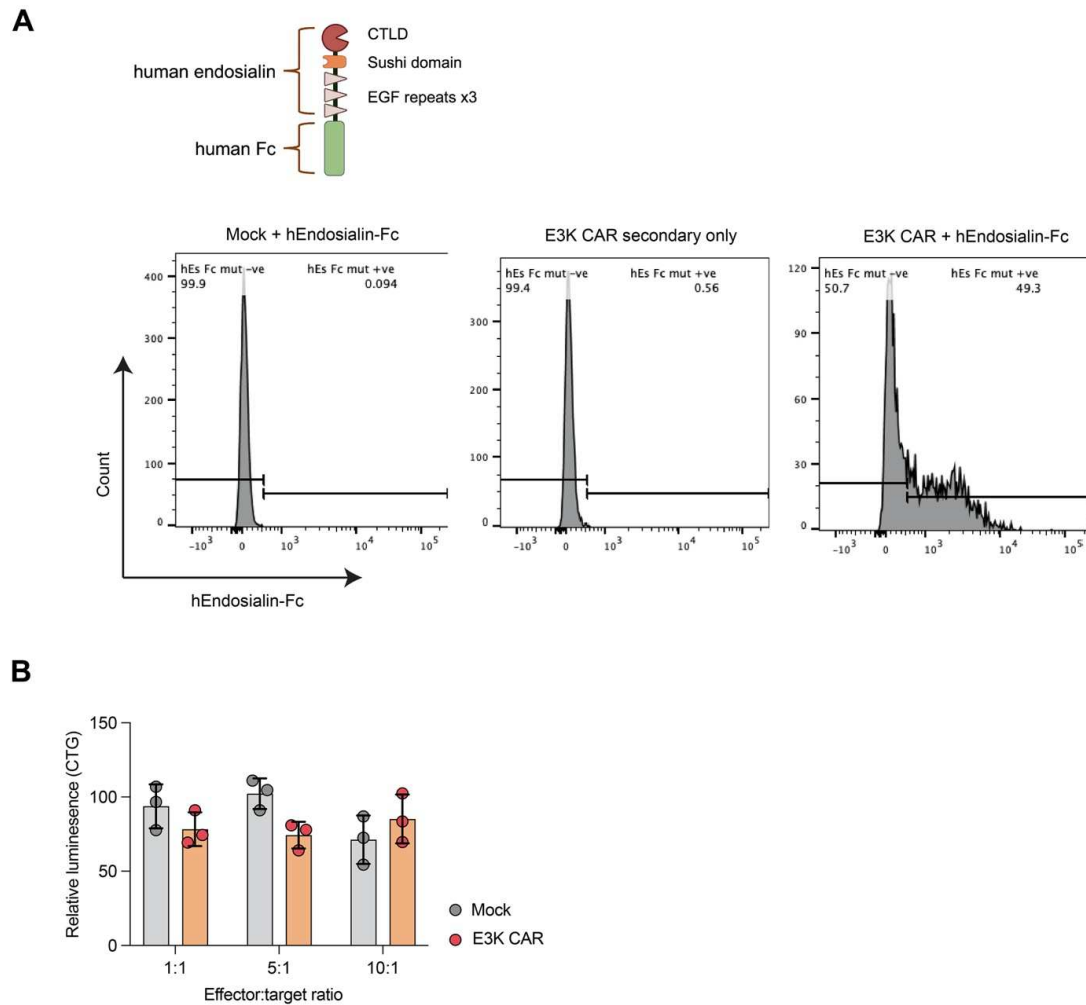 A
CTLD
Sushi domain
human endosialin
EGF repeats x3
human Fc
Mock + hEndosialin-Fc
E3K CAR secondary only
E3K CAR + hEndosialin-Fc
hEs Fc mut -ve
99.9
hEs Fc mut +ve
0.094
hEs Fc mut -ve
99.4
hEs Fc mut +ve
0.56
hEs Fc mut -ve
50.7
hEs Fc mut +ve
49.3
400
300
200
100
0
-10³ 0 10³ 10⁴ 10⁵
300
200
100
0
-10³ 0 10³ 10⁴ 10⁵
120
90
60
30
0
-10³ 0 10³ 10⁴ 10⁵
Count
hEndosialin-Fc
B
Relative luminesence (CTG)
150
100
50
0
1:1 5:1 10:1
Effector:target ratio
Mock
E3K CAR